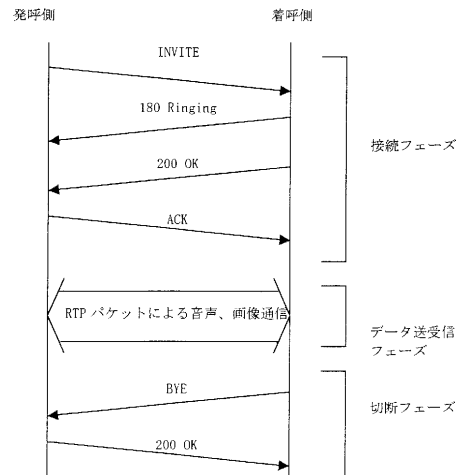 発呼側
着呼側
INVITE
180 Ringing
200 OK
ACK
接続フェーズ
RTP パケットによる音声、画像通信
データ送受信
フェーズ
BYE
200 OK
切断フェーズ